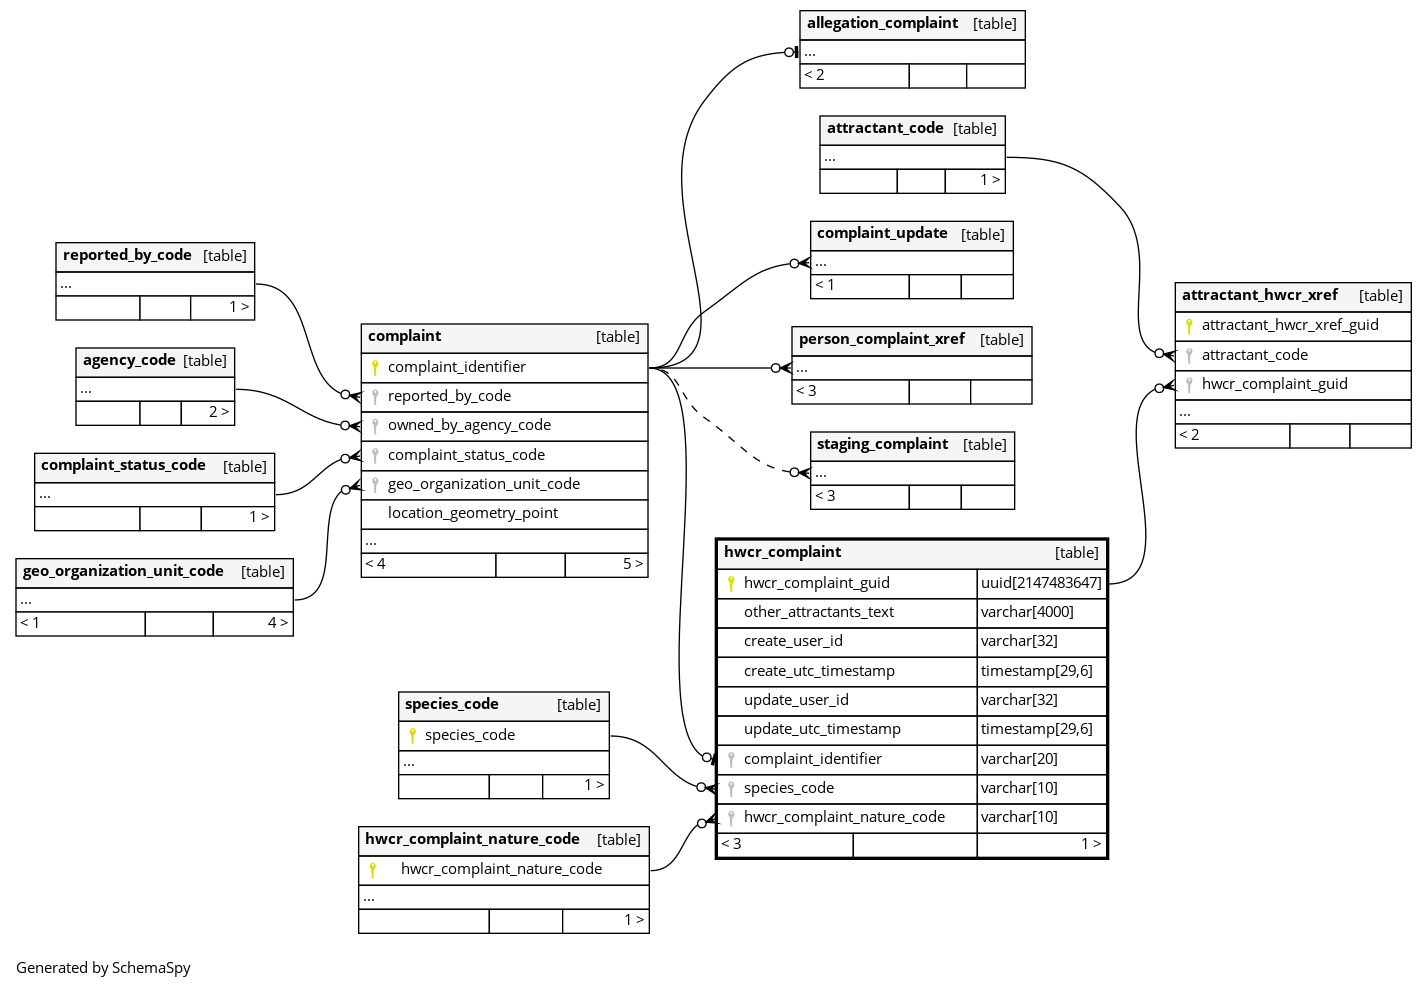 allegation_complaint [table]
...
< 2
attractant_code [table]
...
1 >
complaint_update [table]
...
< 1
reported_by_code [table]
...
1 >
attractant_hwcr_xref [table]
attractant_hwcr_xref_guid
attractant_code
hwcr_complaint_guid
...
< 2
complaint [table]
complaint_identifier
reported_by_code
owned_by_agency_code
complaint_status_code
geo_organization_unit_code
location_geometry_point
...
< 4 5 >
person_complaint_xref [table]
...
< 3
agency_code [table]
...
2 >
staging_complaint [table]
...
< 3
complaint_status_code [table]
...
1 >
geo_organization_unit_code [table]
...
< 1 4 >
hwcr_complaint [table]
hwcr_complaint_guid uuid[2147483647]
other_attractants_text varchar[4000]
create_user_id varchar[32]
create_utc_timestamp timestamp[29,6]
update_user_id varchar[32]
update_utc_timestamp timestamp[29,6]
complaint_identifier varchar[20]
species_code varchar[10]
hwcr_complaint_nature_code varchar[10]
< 3 1 >
species_code [table]
species_code
...
1 >
hwcr_complaint_nature_code [table]
hwcr_complaint_nature_code
...
1 >
Generated by SchemaSpy